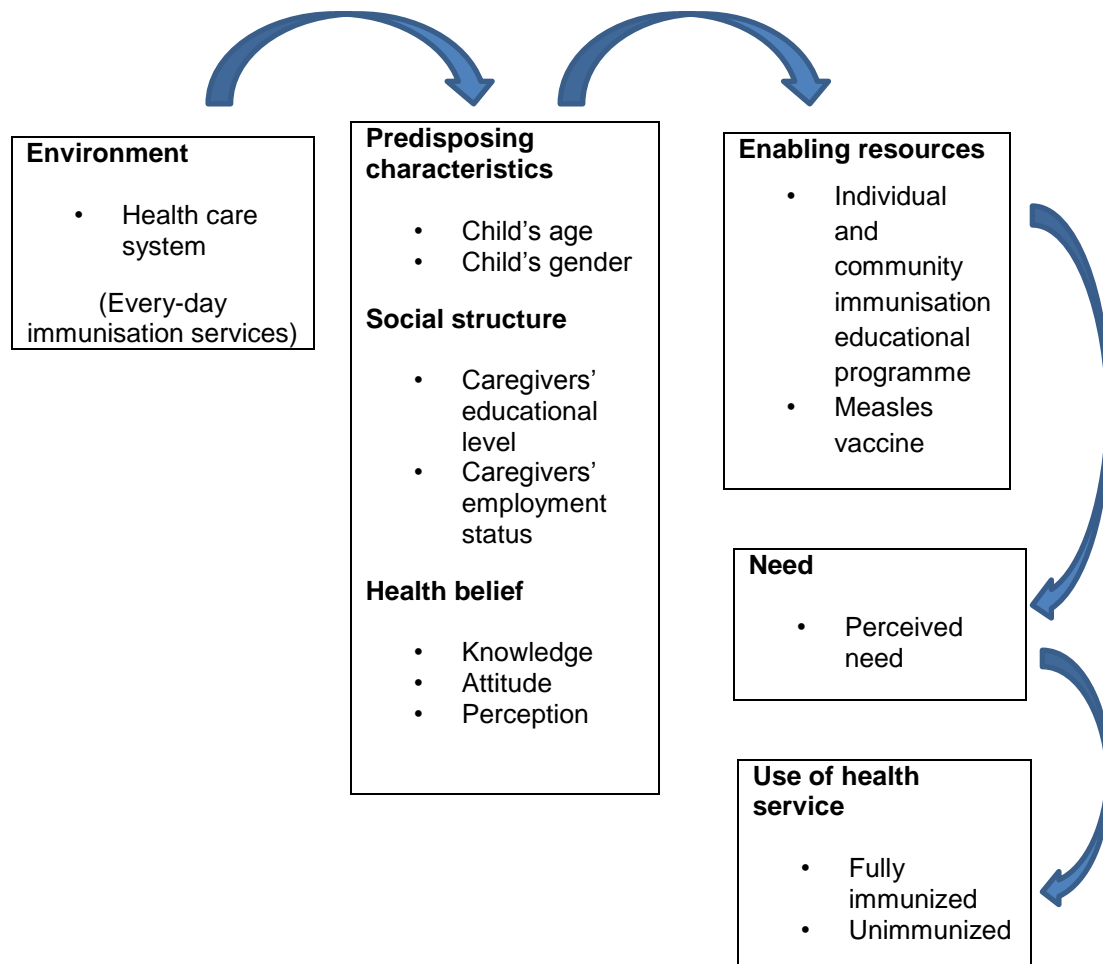 Environment
• Health care
system
(Every-day
immunisation services)
Predisposing
characteristics
• Child’s age
• Child’s gender
Social structure
• Caregivers’
educational
level
• Caregivers’
employment
status
Health belief
• Knowledge
• Attitude
• Perception
Enabling resources
• Individual
and
community
immunisation
educational
programme
• Measles
vaccine
Need
• Perceived
need
Use of health
service
• Fully
immunized
• Unimmunized